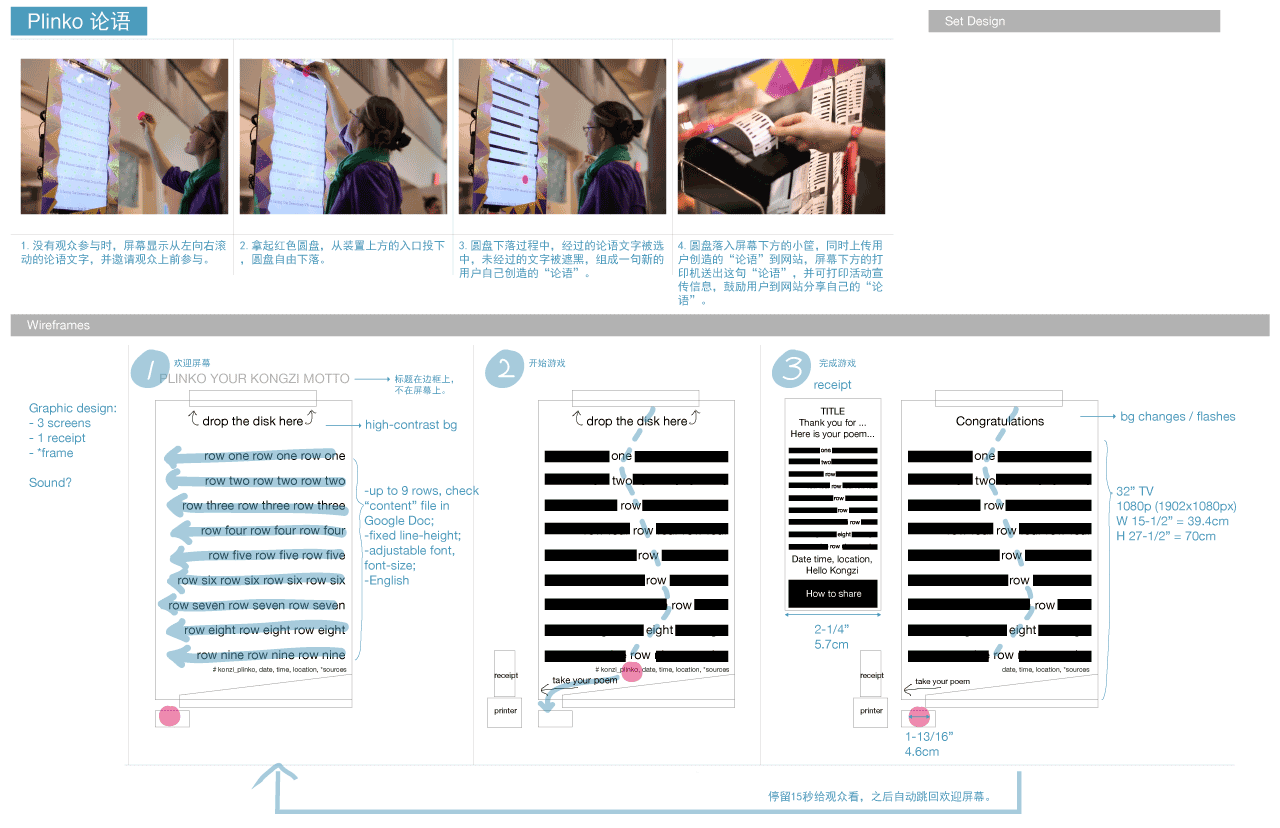 Plinko 论语
Set Design
1. 没有观众参与时，屏幕显示从左向右滚
动的论语文字，并邀请观众上前参与。
2. 拿起红色圆盘，从装置上方的入口投下
，圆盘自由下落。
3. 圆盘下落过程中，经过的论语文字被选
中，未经过的文字被遮黑，组成一句新的
用户自己创造的“论语”。
4. 圆盘落入屏幕下方的小筐，同时上传用
户创造的“论语”到网站，屏幕下方的打
印机送出这句“论语”，并可打印活动宣
传信息，鼓励用户到网站分享自己的“论
语”。
Wireframes
Graphic design:
- 3 screens
- 1 receipt
- *frame
Sound?
1
欢迎屏幕
PLINKO YOUR KONGZI MOTTO
标题在边框上，
不在屏幕上。
drop the disk here
high-contrast bg
row one row one row one
row two row two row two
row three row three row three
row four row four row four
row five row five row five
row six row six row six row six
row seven row seven row seven
row eight row eight row eight
row nine row nine row nine
# konzi_plinko, date, time, location, *sources
-up to 9 rows, check
“content” file in
Google Doc;
-fixed line-height;
-adjustable font,
font-size;
-English
2
开始游戏
drop the disk here
one
two
row
row
row
row
row
eight
row
# konzi_plinko, date, time, location, *sources
take your poem
receipt
printer
3
完成游戏
receipt
TITLE
Thank you for ...
Here is your poem...
one
two
row
row
row
row
row
eight
row
Date time, location,
Hello Kongzi
How to share
2-1/4”
5.7cm
Congratulations
bg changes / flashes
one
two
row
row
row
row
row
eight
row
date, time, location, *sources
take your poem
receipt
printer
1-13/16”
4.6cm
32” TV
1080p (1902x1080px)
W 15-1/2” = 39.4cm
H 27-1/2” = 70cm
停留15秒给观众看，之后自动跳回欢迎屏幕。